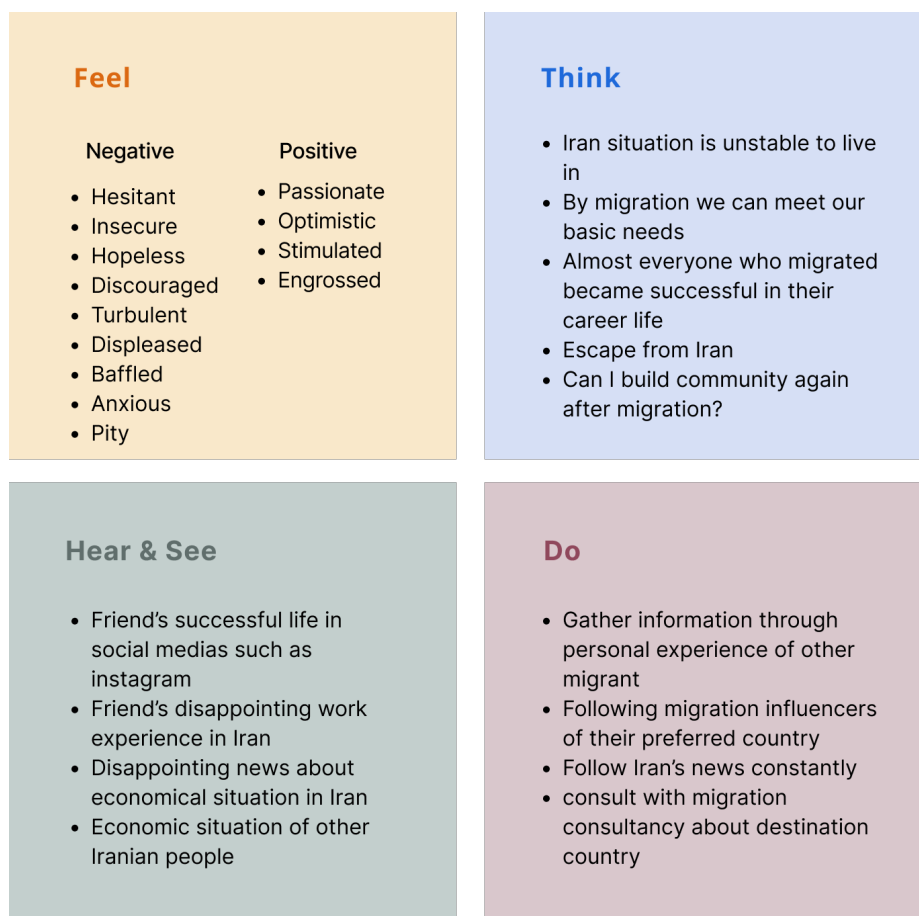 Feel
Negative
• Hesitant
• Insecure
• Hopeless
• Discouraged
• Turbulent
• Displeased
• Baffled
• Anxious
• Pity
Positive
• Passionate
• Optimistic
• Stimulated
• Engrossed
Think
• Iran situation is unstable to live
in
• By migration we can meet our
basic needs
• Almost everyone who migrated
became successful in their
career life
• Escape from Iran
• Can I build community again
after migration?
Hear & See
• Friend’s successful life in
social medias such as
instagram
• Friend’s disappointing work
experience in Iran
• Disappointing news about
economical situation in Iran
• Economic situation of other
Iranian people
Do
• Gather information through
personal experience of other
migrant
• Following migration influencers
of their preferred country
• Follow Iran’s news constantly
• consult with migration
consultancy about destination
country